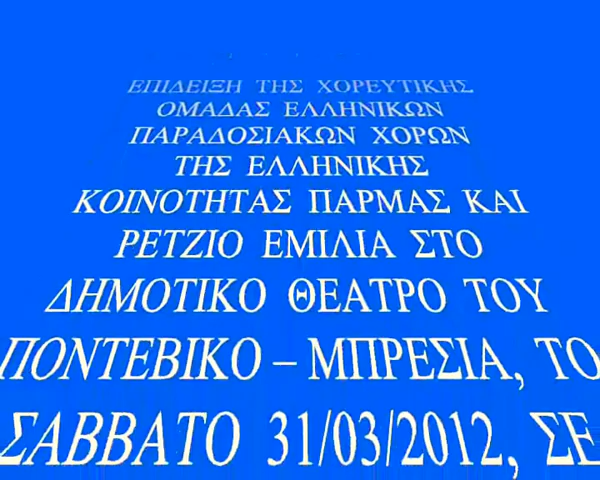 ΕΠΙΔΕΙΞΗ ΤΗΣ ΧΟΡΕΥΤΙΚΗΣ
ΟΜΑΔΑΣ ΕΛΛΗΝΙΚΩΝ
ΠΑΡΑΔΟΣΙΑΚΩΝ ΧΟΡΩΝ
ΤΗΣ ΕΛΛΗΝΙΚΗΣ
ΚΟΙΝΟΤΗΤΑΣ ΠΑΡΜΑΣ ΚΑΙ
ΡΕΤΖΙΟ ΕΜΙΛΙΑ ΣΤΟ
ΔΗΜΟΤΙΚΟ ΘΕΑΤΡΟ ΤΟΥ
ΠΟΝΤΕΒΙΚΟ – ΜΠΡΕΣΙΑ, ΤΟ
ΣΑΒΒΑΤΟ 31/03/2012, ΣΕ